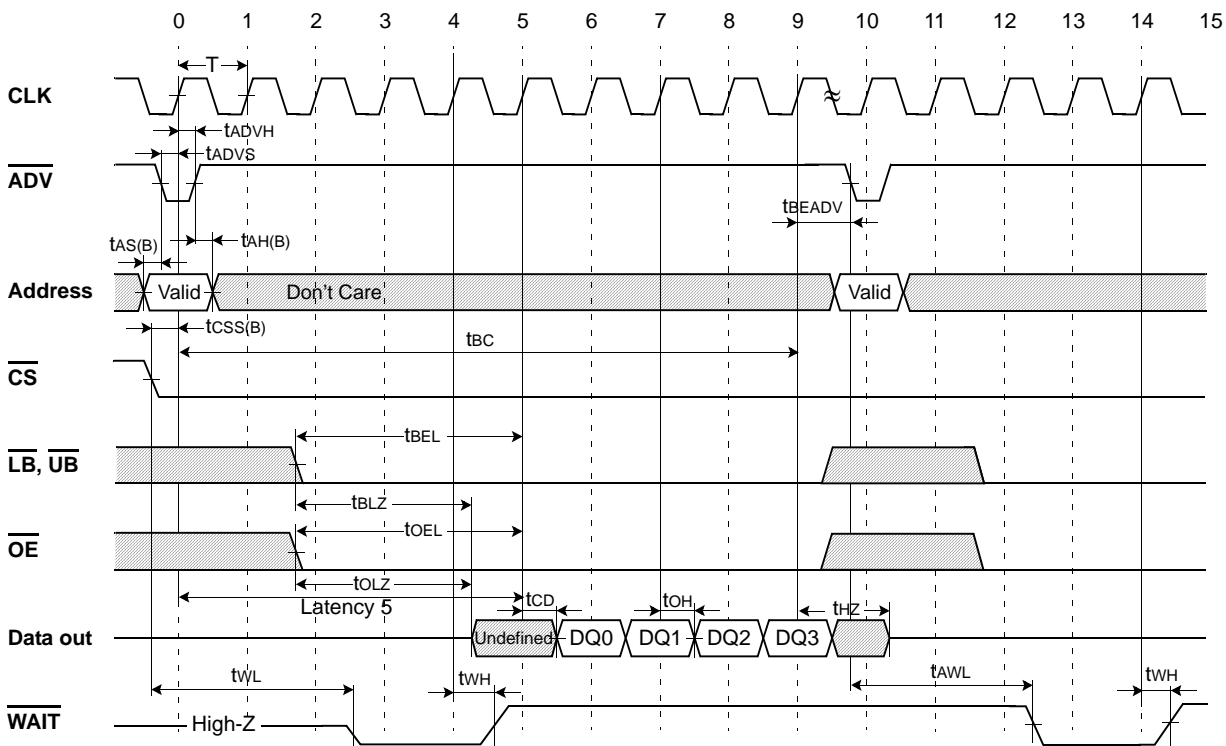 0 1 2 3 4 5 6 7 8 9 10 11 12 13 14 15
T
CLK
tADVH
tADVS
ADV
tBEADV
tAS(B)
tAH(B)
Address Valid Don't Care Valid
tCSS(B)
tBC
CS
tBEL
LB, UB
tBLZ
tOEL
OE
tOLZ
Latency 5 tCD tOH tHZ
Data out Undefined DQ0 DQ1 DQ2 DQ3
tWL tWH tAWL tWH
WAIT High-Z